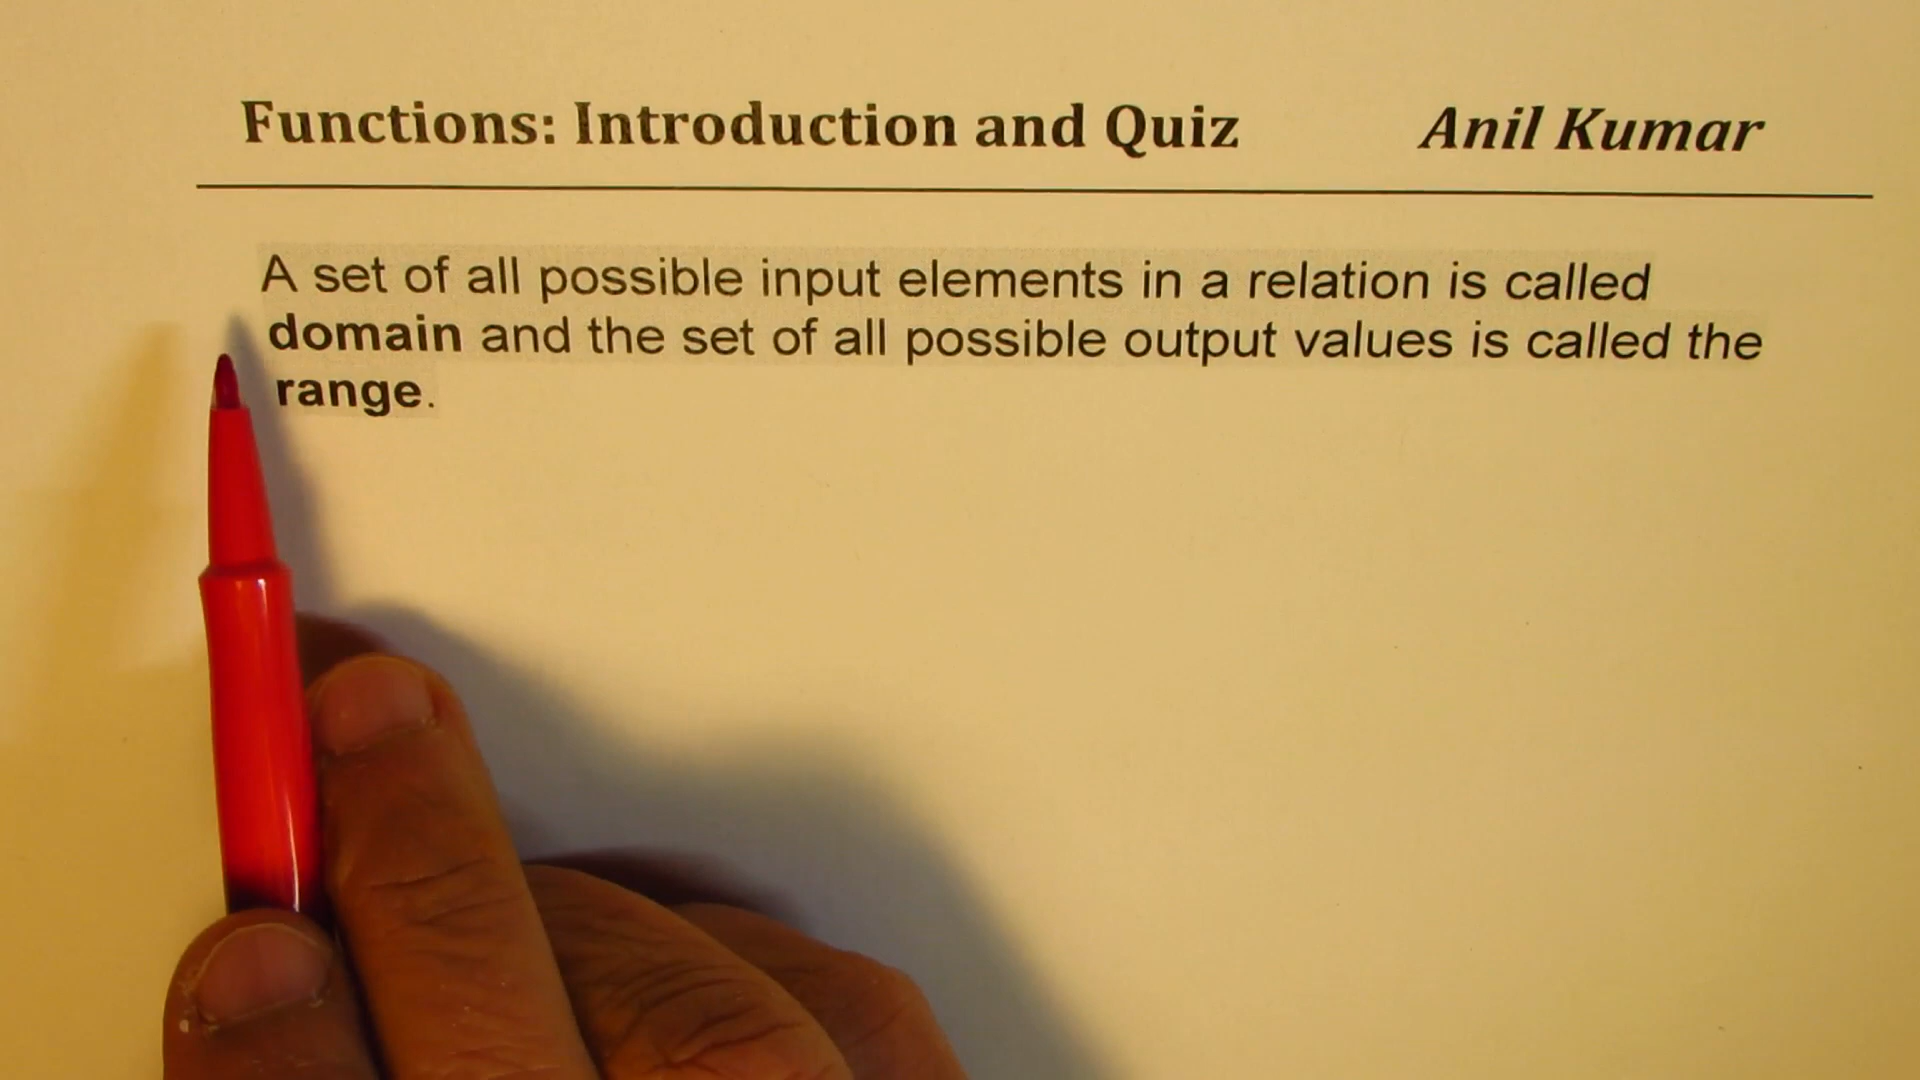 Functions: Introduction and Quiz Anil Kumar
A set of all possible input elements in a relation is called
domain and the set of all possible output values is called the
range.